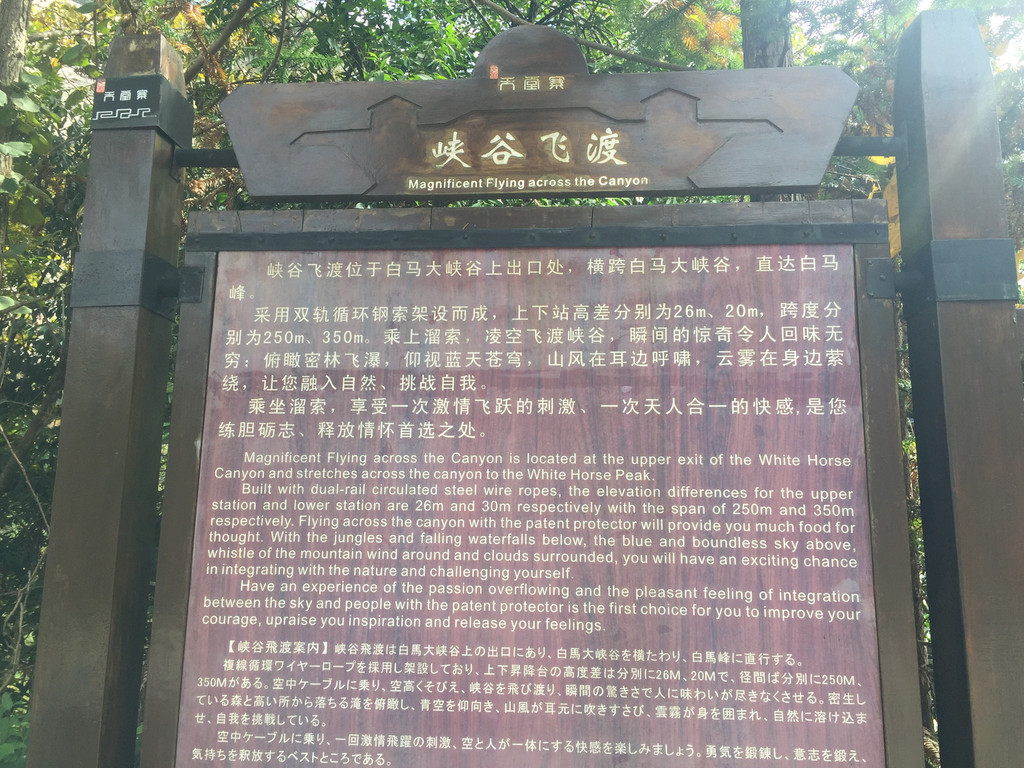 天凰寨
天凰寨
峡谷飞渡
Magnificent Flying across the Canyon
峡谷飞渡位于白马大峡谷上出口处，横跨白马大峡谷，直达白马
峰。
采用双轨循环钢索架设而成，上下站高差分别为26m、20m，跨度分
别为250m、350m。乘上溜索，凌空飞渡峡谷，瞬间的惊奇令人回味无
穷；俯瞰密林飞瀑，仰视蓝天苍穹，山风在耳边呼啸，云雾在身边萦
绕，让您融入自然、挑战自我。
乘坐溜索，享受一次激情飞跃的刺激、一次天人合一的快感,是您
练胆砺志、释放情怀首选之处。
Magnificent Flying across the Canyon is located at the upper exit of the White Horse
Canyon and stretches across the canyon to the White Horse Peak.
Built with dual-rail circulated steel wire ropes, the elevation differences for the upper
station and lower station are 26m and 30m respectively with the span of 250m and 350m
respectively. Flying across the canyon with the patent protector will provide you much food for
thought. With the jungles and falling waterfalls below, the blue and boundless sky above,
whistle of the mountain wind around and clouds surrounded, you will have an exciting chance
in integrating with the nature and challenging yourself.
Have an experience of the passion overflowing and the pleasant feeling of integration
between the sky and people with the patent protector is the first choice for you to improve your
courage, upraise you inspiration and release your feelings.
【峡谷飛渡案内】峡谷飛渡は白馬大峡谷上の出口にあり、白馬大峡谷を横たわり、白馬峰に直行する。
複線循環ワイヤーロープを採用し架設しており、上下昇降台の高度差は分別に26M、20Mで、径間ば分別に250M、
350Mがある。空中ケーブルに乗り、空高くそびえ、峡谷を飛び渡り、瞬間の驚きさで人に味わいが尽きなくさせる。密生し
ている森と高い所から落ちる滝を俯瞰し、青空を仰向き、山風が耳元に吹きすさび、雲霧が身を囲まれ、自然に溶け込ま
せ、自我を挑戦している。
空中ケーブルに乗り、一回激情飛躍の刺激、空と人が一体にする快感を楽しみましょう。勇気を鍛錬し、意志を鍛え、
気持ちを釈放するベストところである。